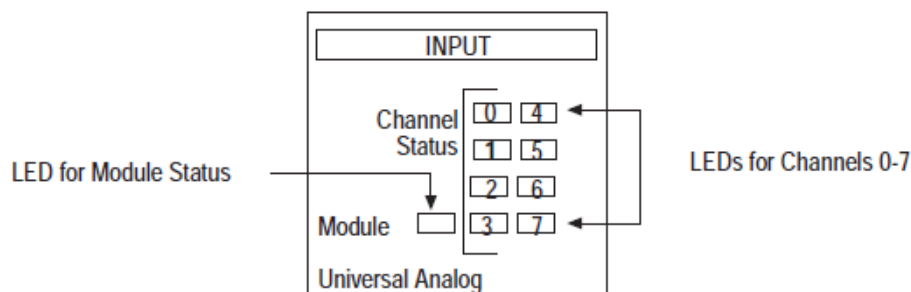 INPUT
Channel
Status
0 4
1 5
2 6
3 7
LED for Module Status
LEDs for Channels 0-7
Module
Universal Analog